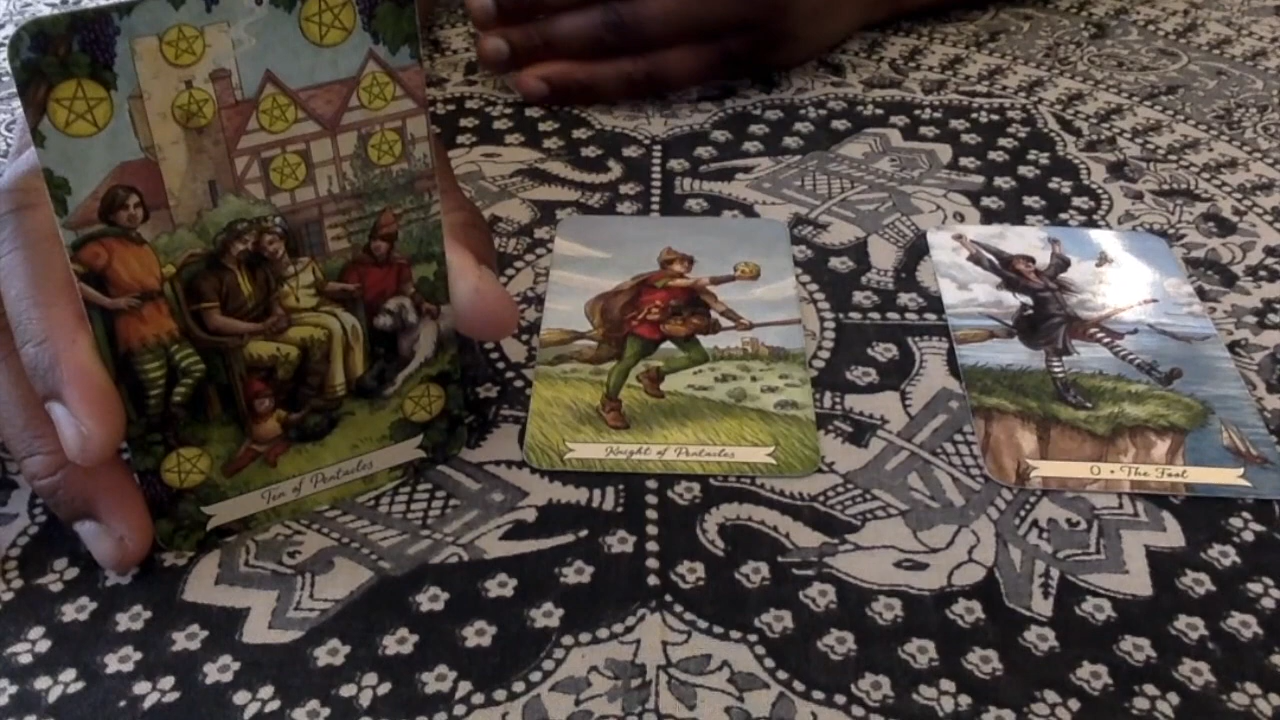 Ten of Pentacles
Knight of Pentacles
0 • The Fool